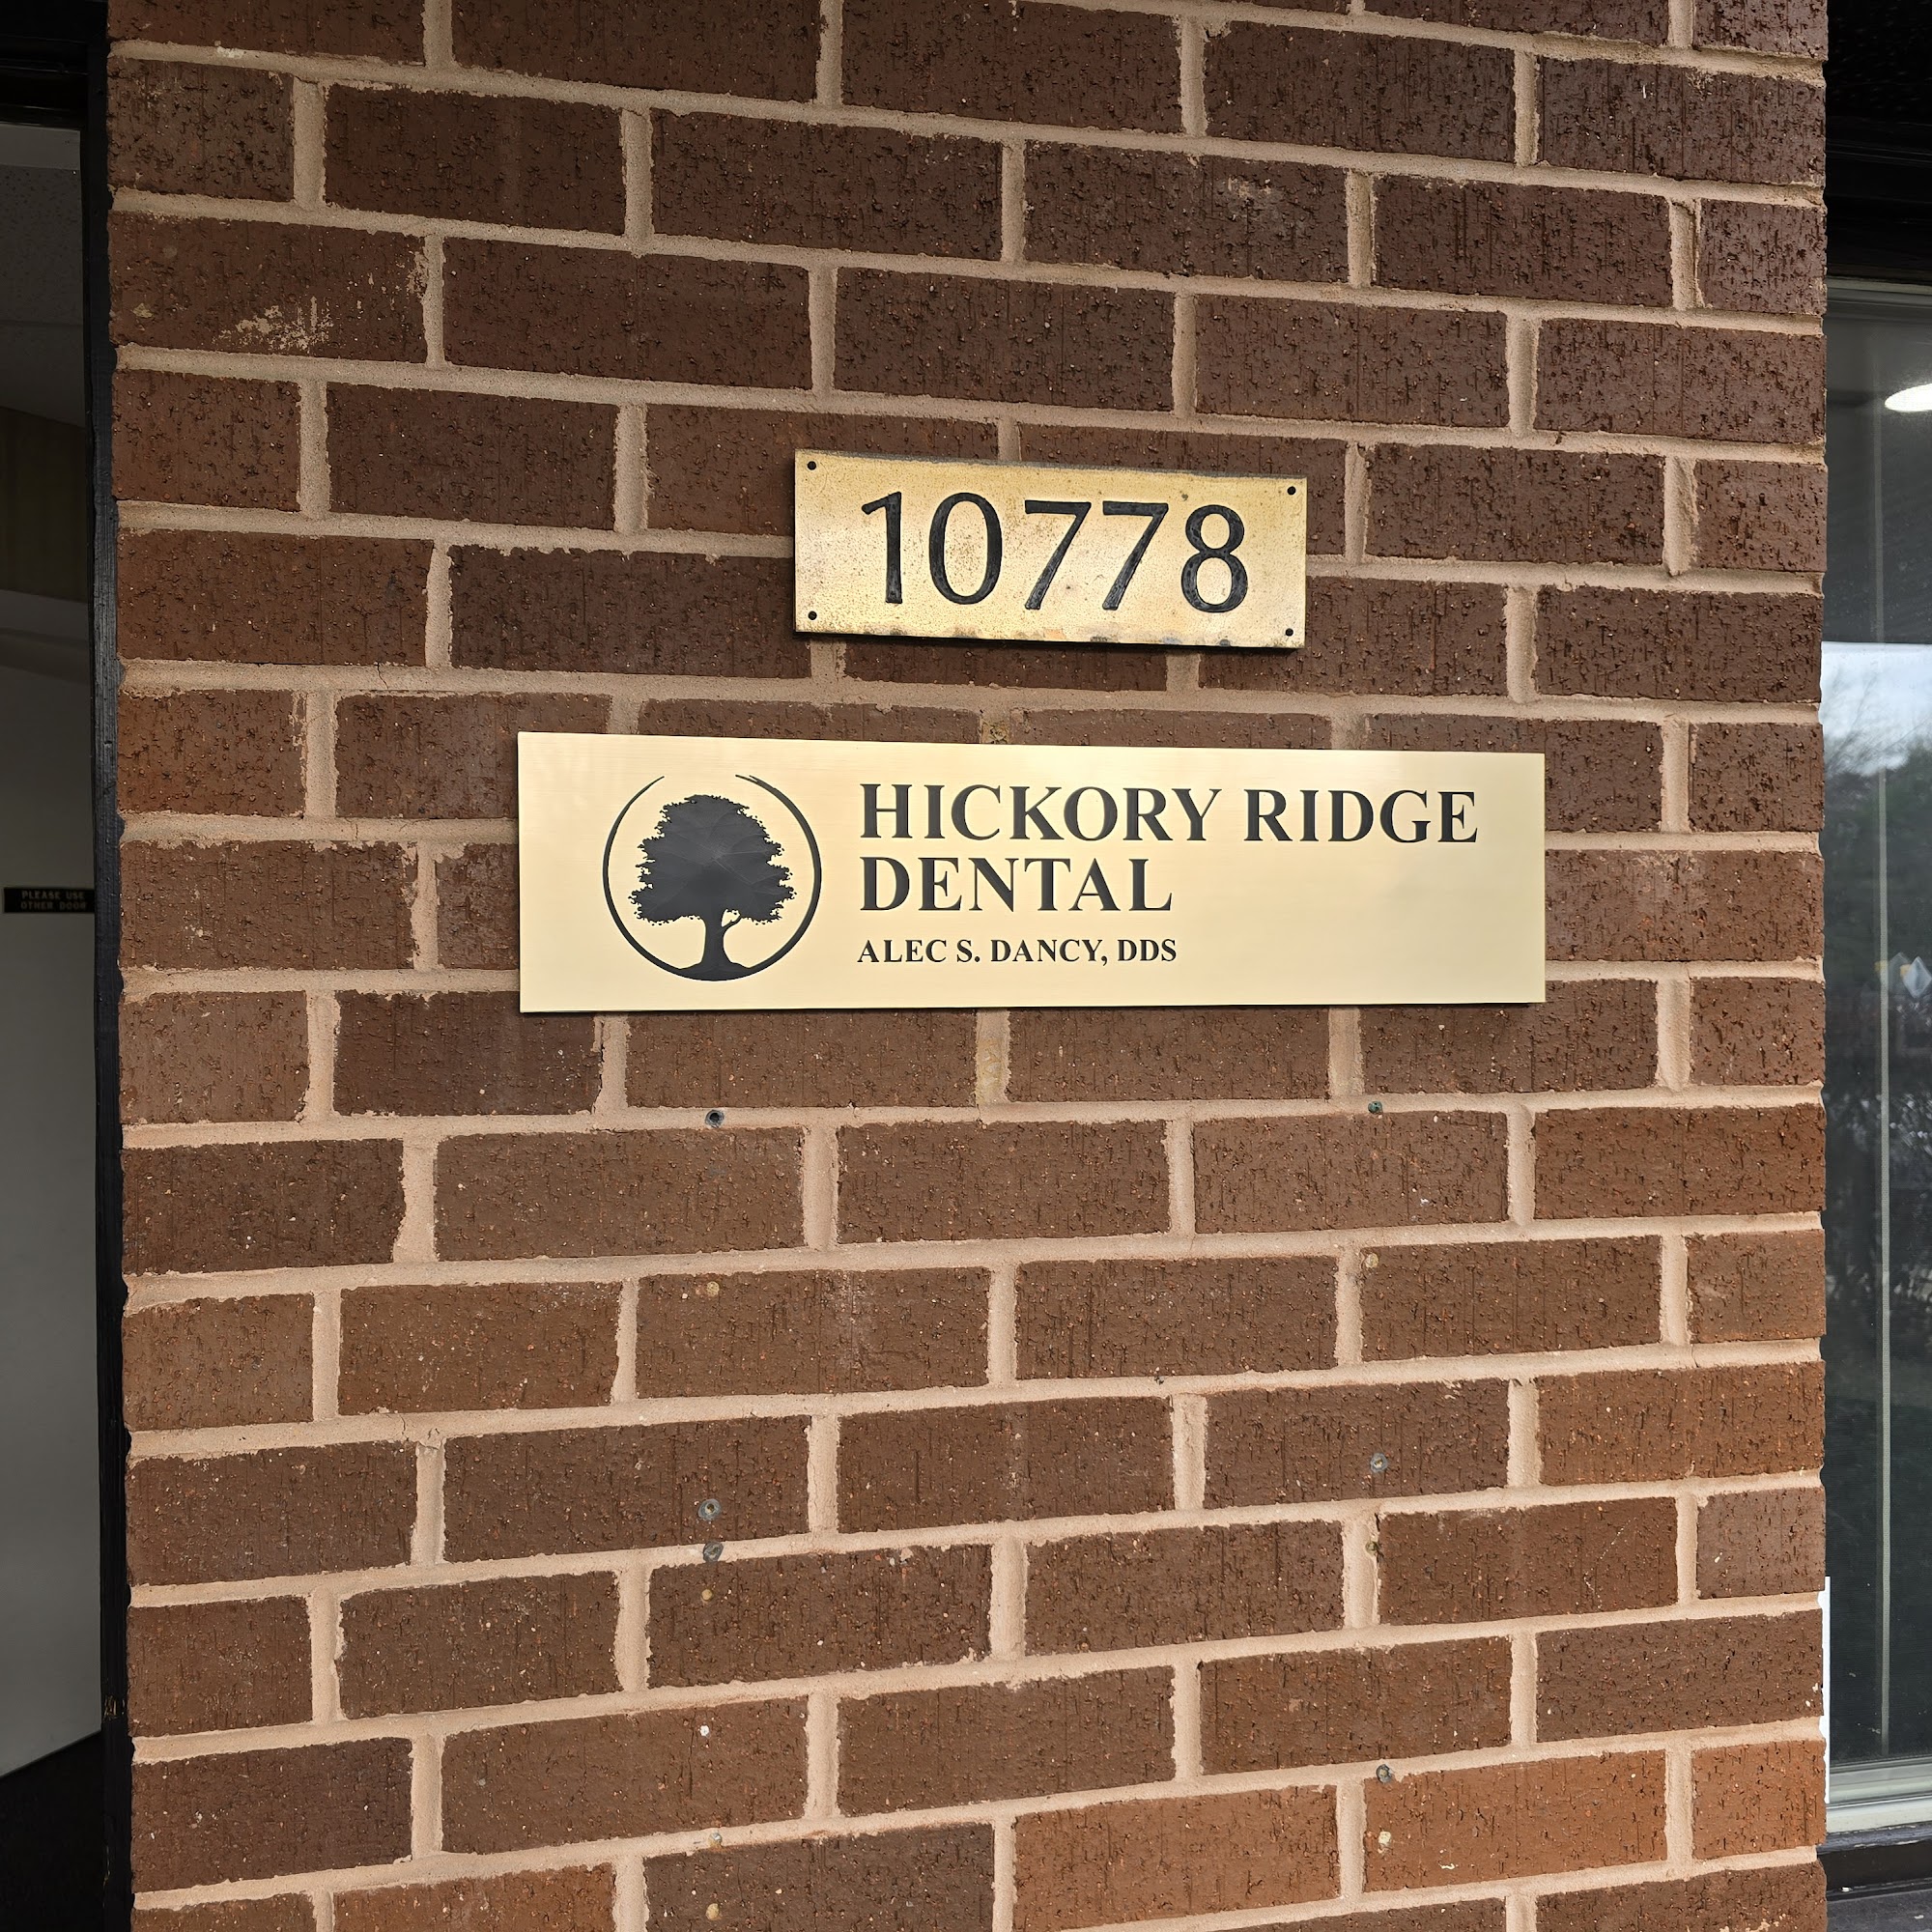 10778
HICKORY RIDGE
DENTAL
ALEC S. DANCY, DDS
PLEASE USE
OTHER DOOR